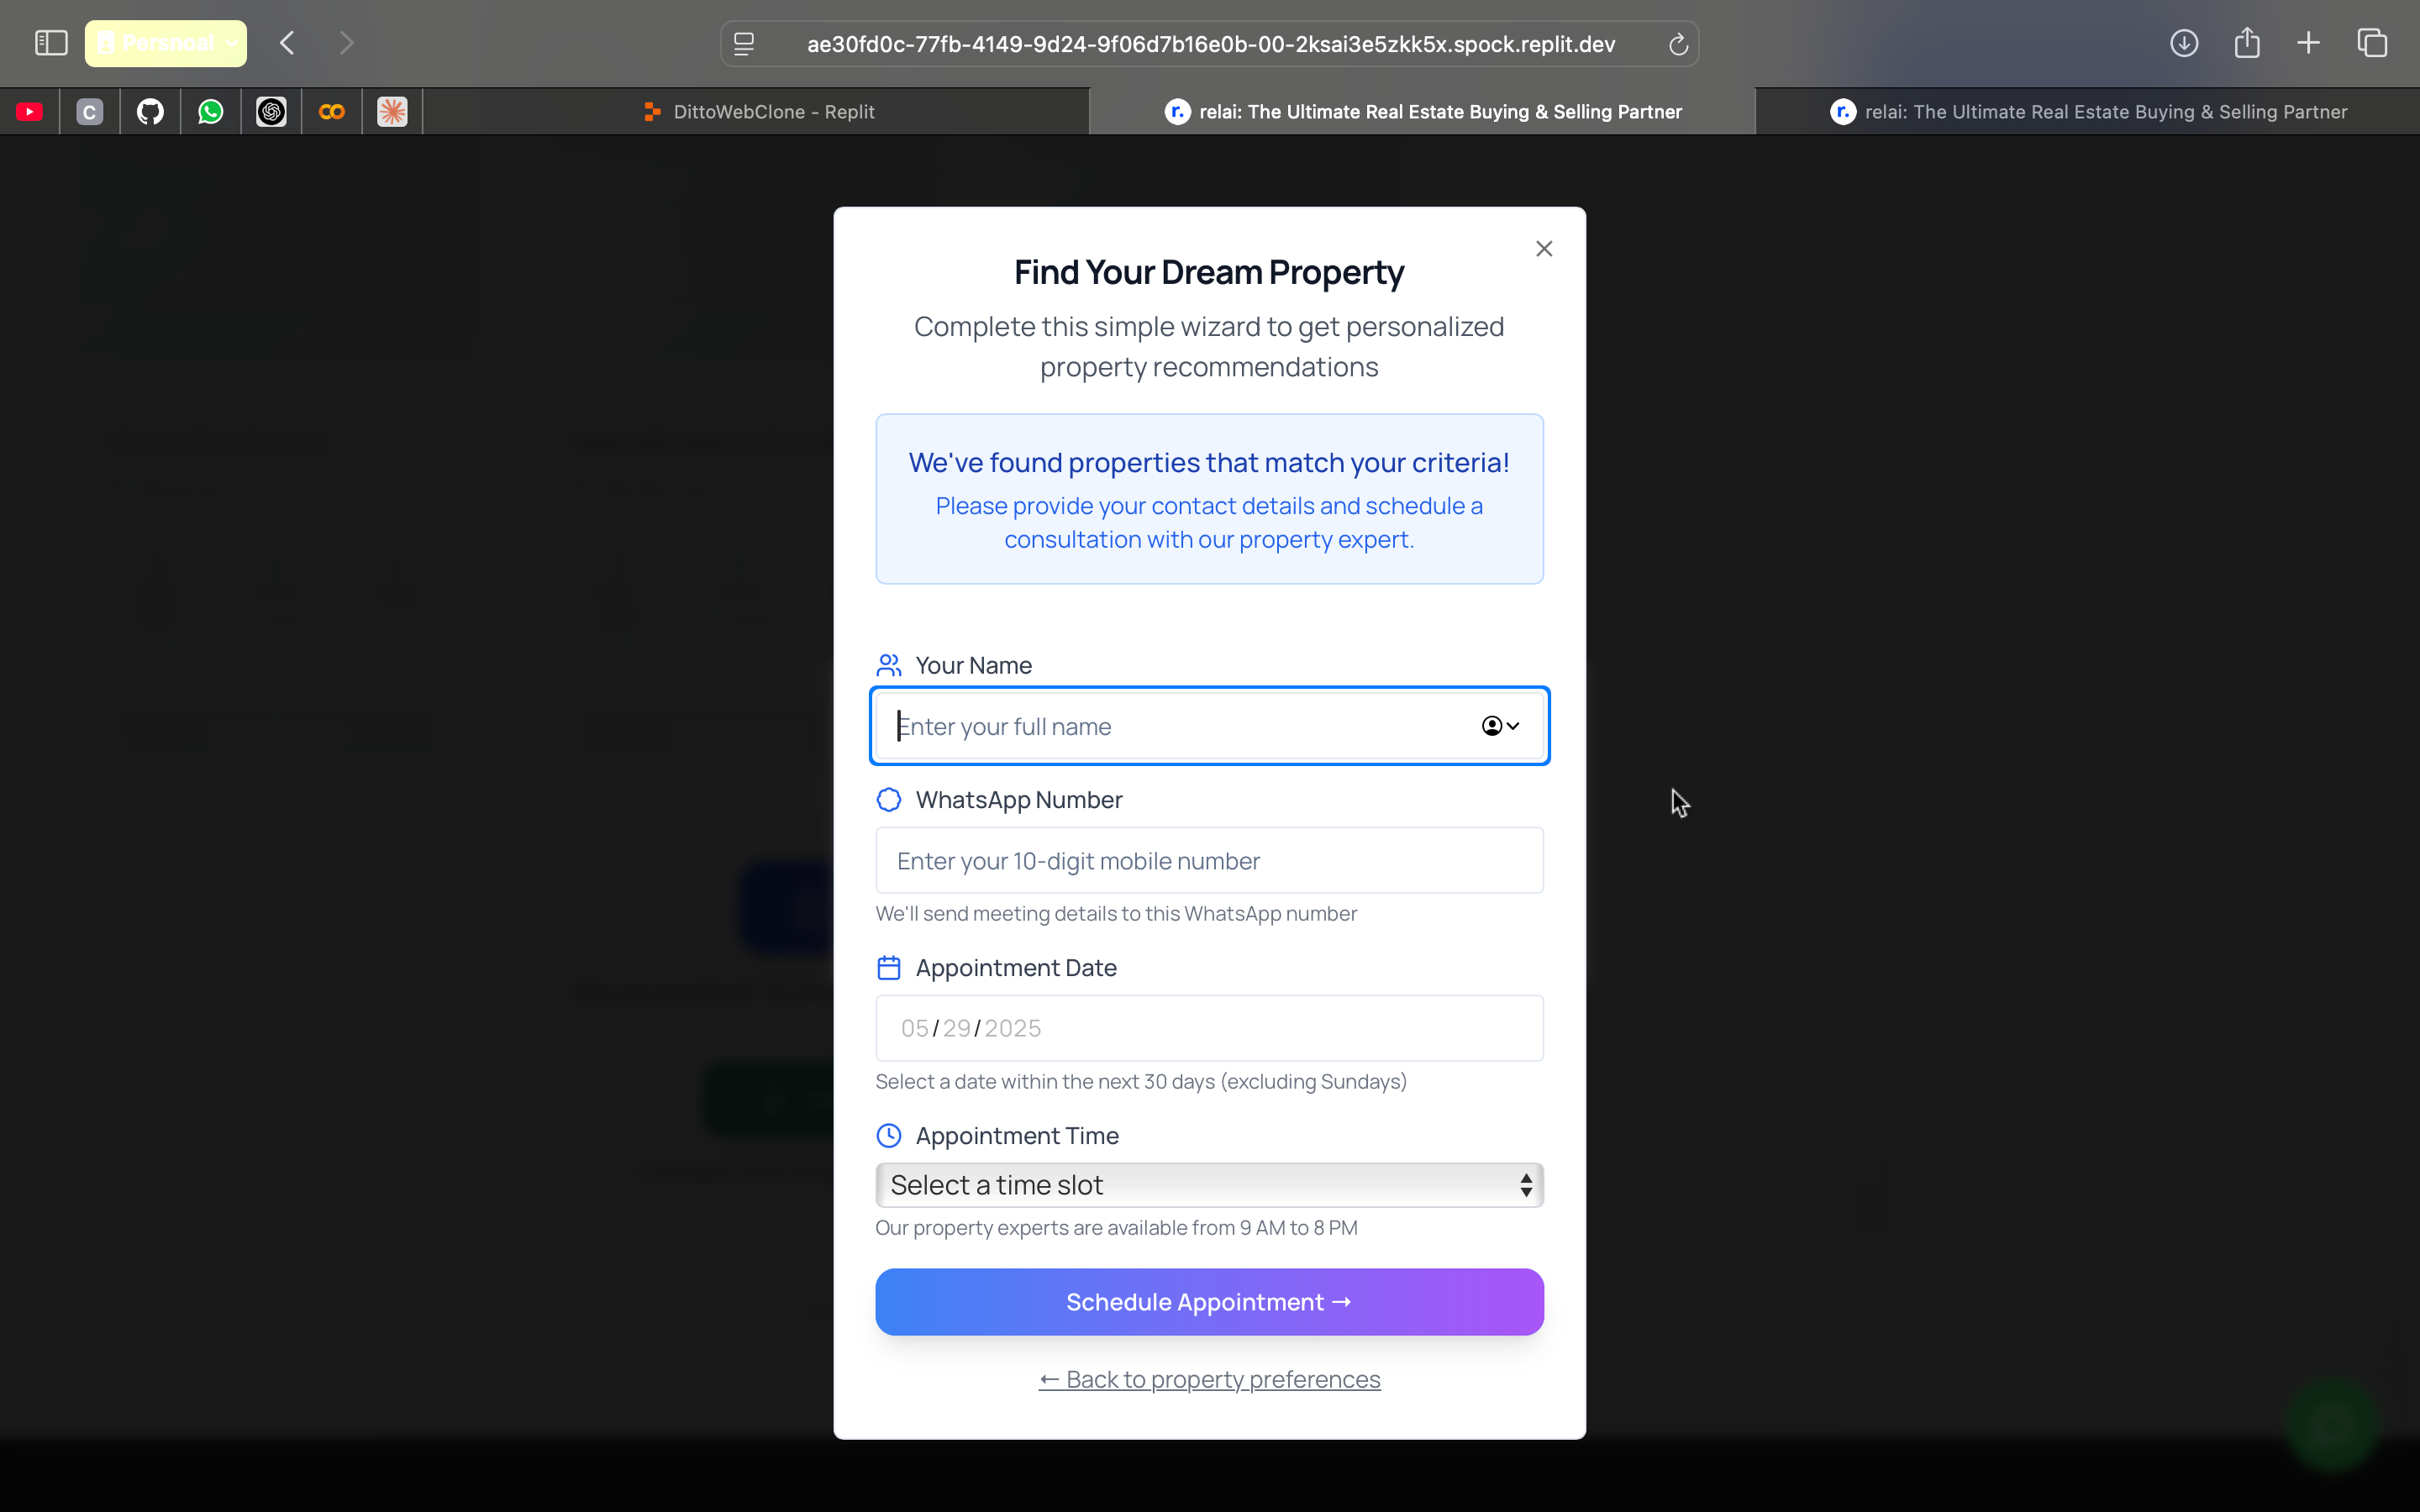 Persnoal
ae30fd0c-77fb-4149-9d24-9f06d7b16e0b-00-2ksai3e5zkk5x.spock.replit.dev
C
DittoWebClone - Replit
r. relai: The Ultimate Real Estate Buying & Selling Partner
r. relai: The Ultimate Real Estate Buying & Selling Partner
Find Your Dream Property
Complete this simple wizard to get personalized
property recommendations
We've found properties that match your criteria!
Please provide your contact details and schedule a
consultation with our property expert.
Your Name
Enter your full name
WhatsApp Number
Enter your 10-digit mobile number
We'll send meeting details to this WhatsApp number
Appointment Date
05/29/2025
Select a date within the next 30 days (excluding Sundays)
Appointment Time
Select a time slot
Our property experts are available from 9 AM to 8 PM
Schedule Appointment →
← Back to property preferences